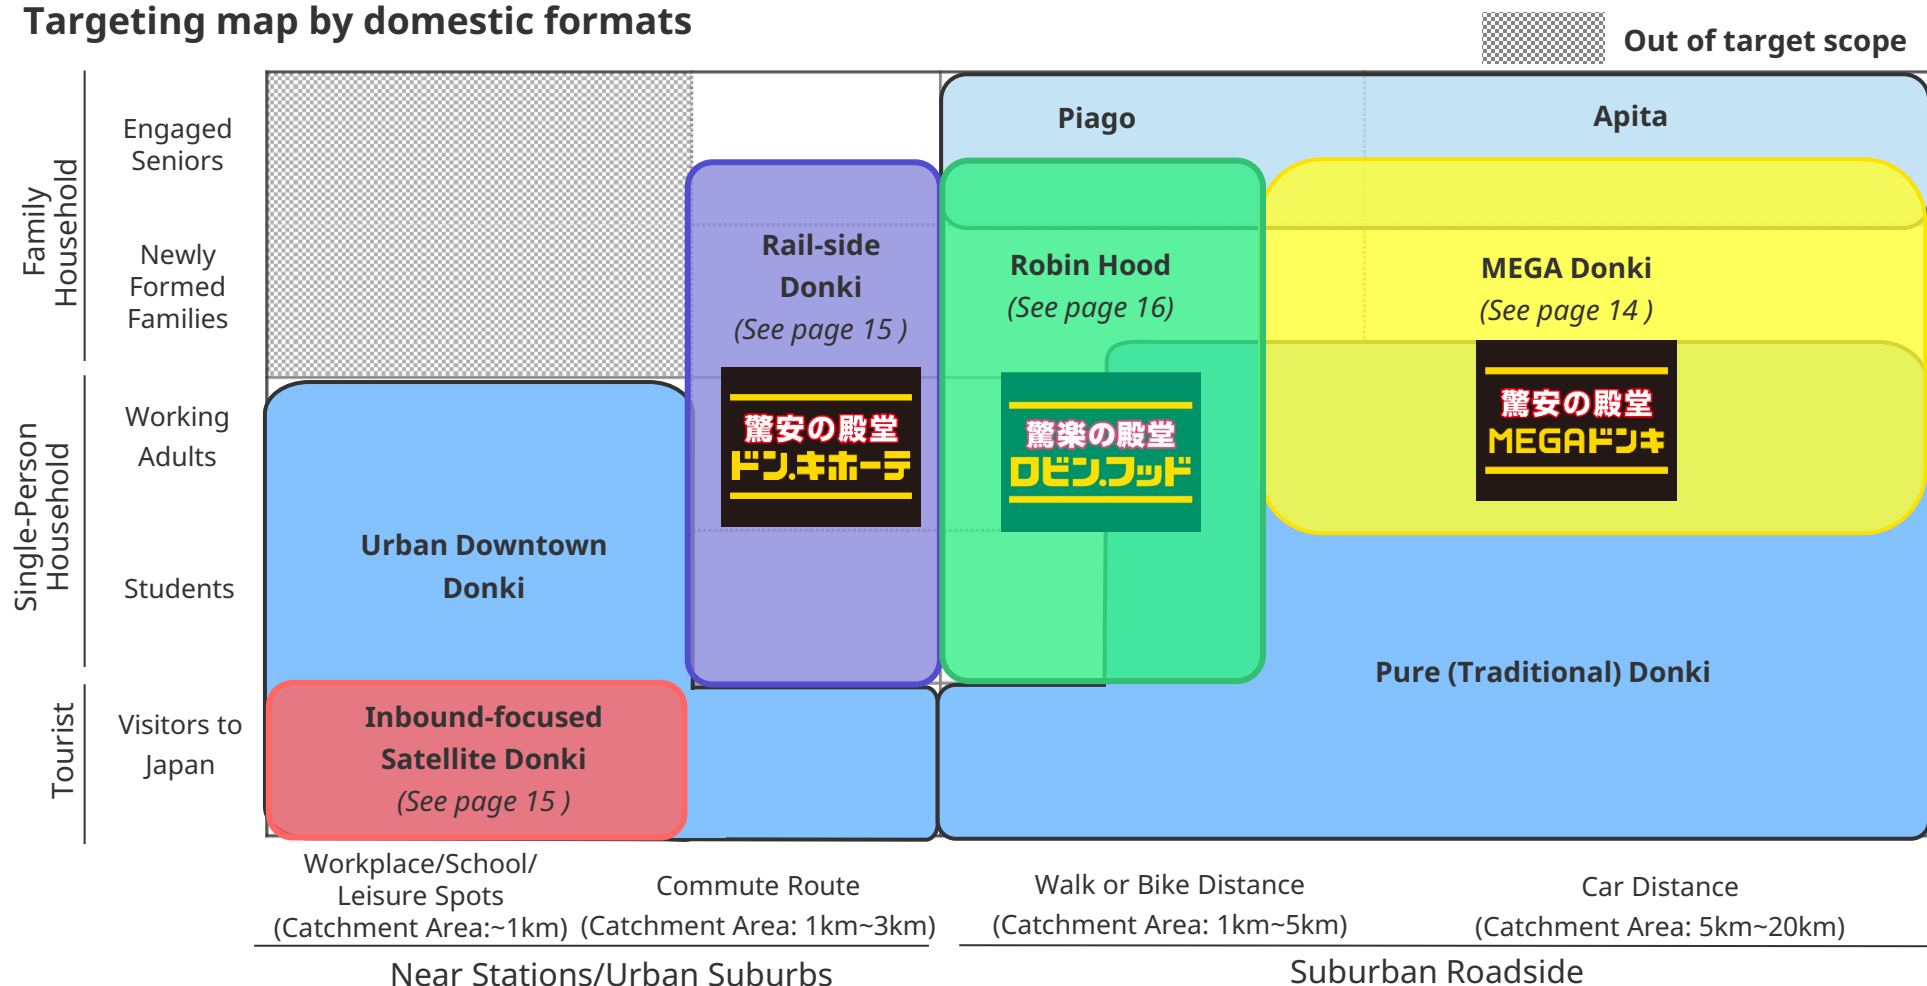 Targeting map by domestic formats
Out of target scope
Family
Household
Engaged
Seniors
Newly
Formed
Families
Single-Person
Household
Working
Adults
Students
Tourist
Visitors to
Japan
Piago
Apita
Rail-side
Donki
(See page 15 )
驚安の殿堂
ドン.キホーテ
Robin Hood
(See page 16)
驚楽の殿堂
ロビン.フッド
MEGA Donki
(See page 14 )
驚安の殿堂
MEGAドンキ
Urban Downtown
Donki
Pure (Traditional) Donki
Inbound-focused
Satellite Donki
(See page 15 )
Workplace/School/
Leisure Spots
(Catchment Area:~1km)
Commute Route
(Catchment Area: 1km~3km)
Walk or Bike Distance
(Catchment Area: 1km~5km)
Car Distance
(Catchment Area: 5km~20km)
Near Stations/Urban Suburbs
Suburban Roadside